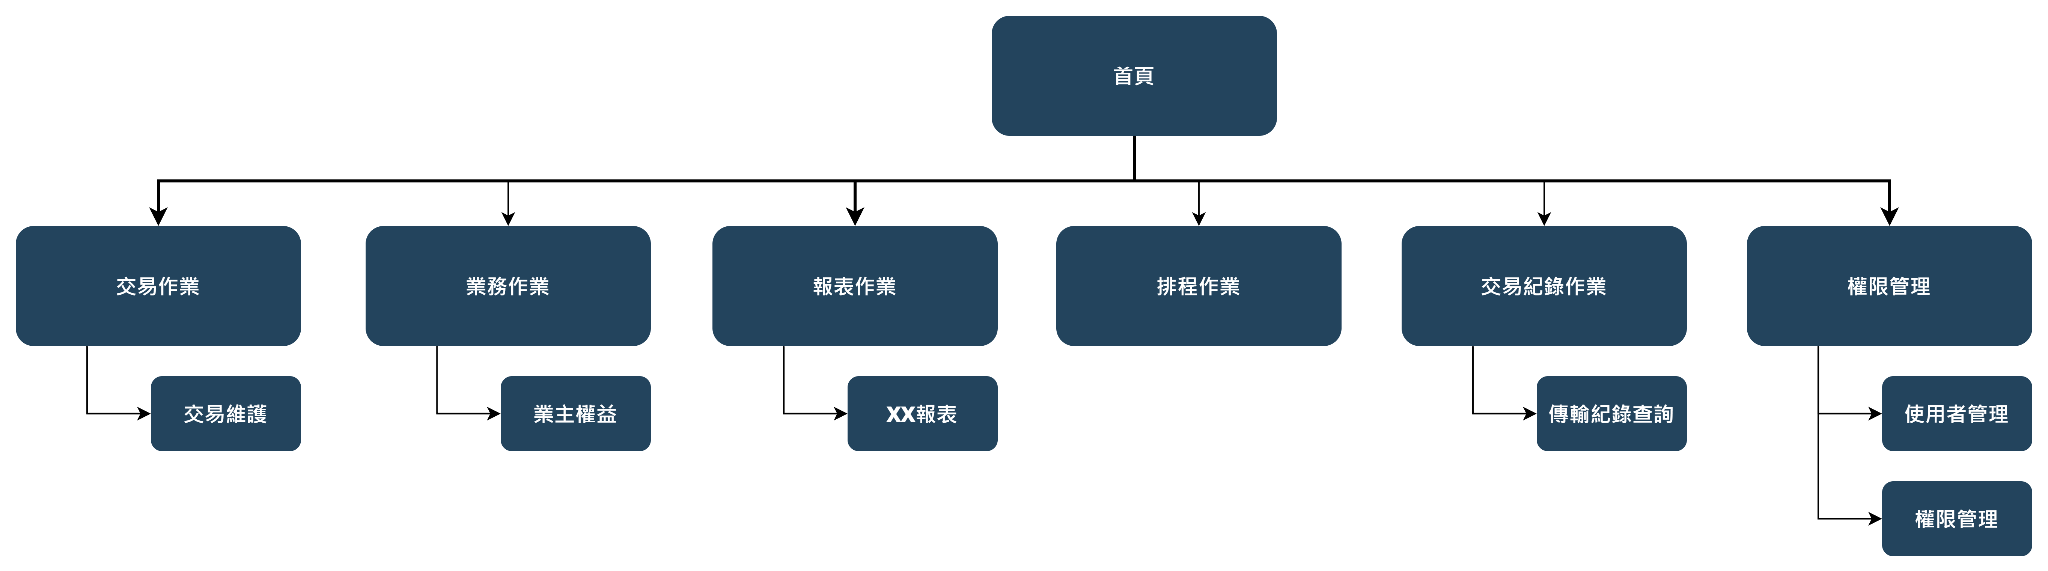 首頁
交易作業
業務作業
報表作業
排程作業
交易紀錄作業
權限管理
交易維護
業主權益
XX報表
傳輸紀錄查詢
使用者管理
權限管理